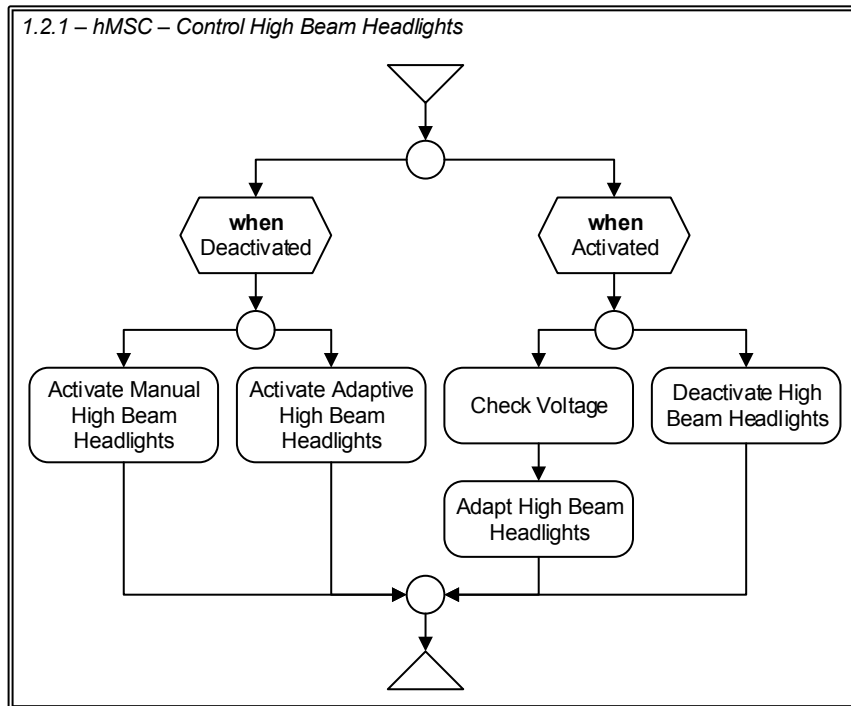 1.2.1 – hMSC – Control High Beam Headlights
when
Deactivated
when
Activated
Activate Manual
High Beam
Headlights
Activate Adaptive
High Beam
Headlights
Check Voltage
Deactivate High
Beam Headlights
Adapt High Beam
Headlights